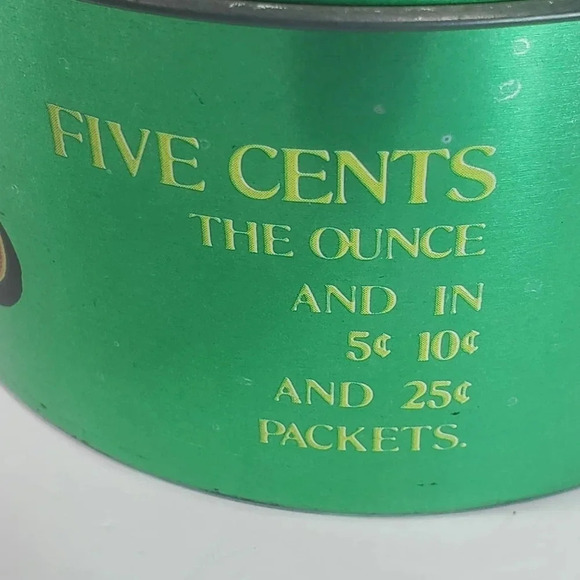 FIVE CENTS
THE OUNCE
AND IN
5¢ 10¢
AND 25¢
PACKETS.